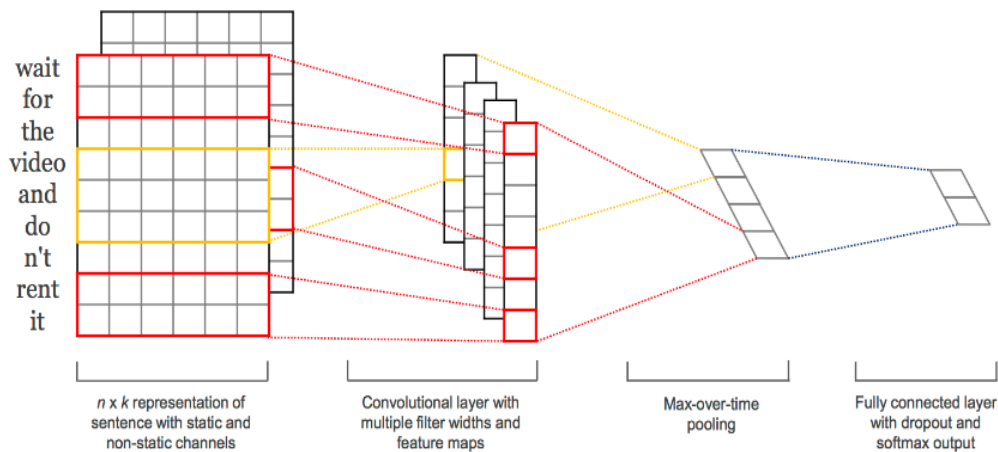 wait
for
the
video
and
do
n't
rent
it
n x k representation of
sentence with static and
non-static channels
Convolutional layer with
multiple filter widths and
feature maps
Max-over-time
pooling
Fully connected layer
with dropout and
softmax output